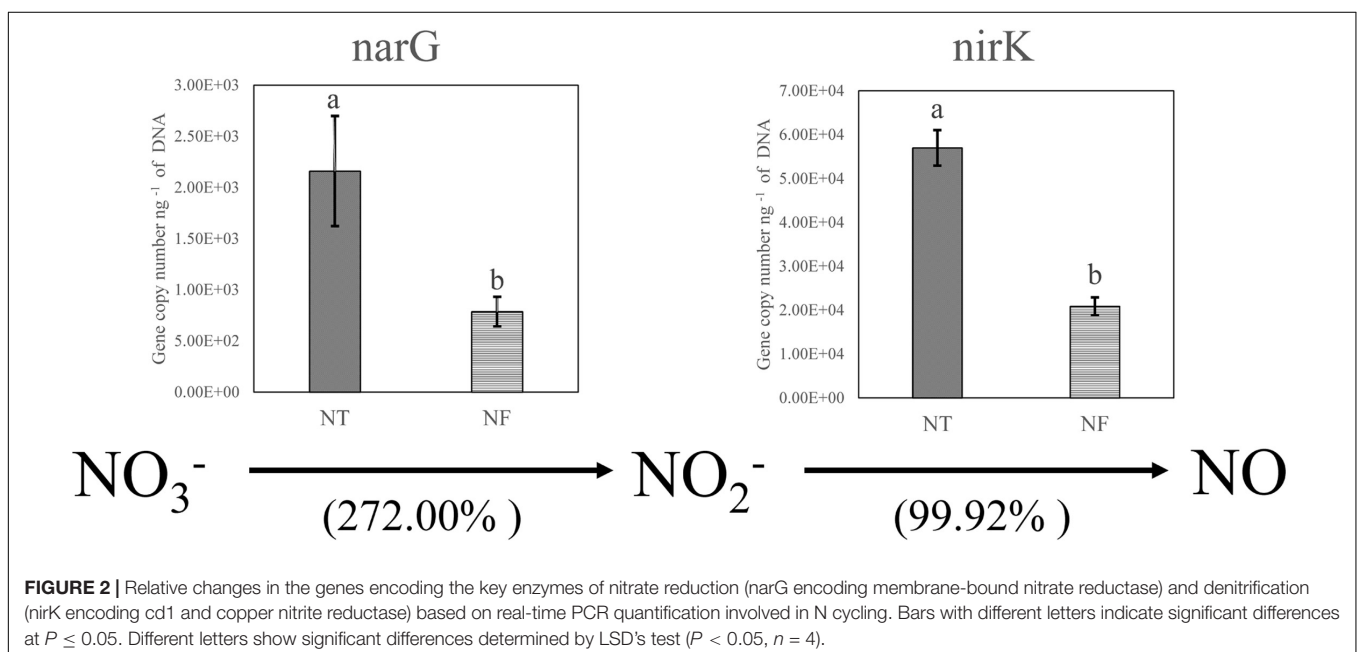 narG
nirK
Gene copy number ng ⁻¹ of DNA
3.00E+03
2.50E+03
2.00E+03
1.50E+03
1.00E+03
5.00E+02
0.00E+00
a
b
NT
NF
Gene copy number ng ⁻¹ of DNA
7.00E+04
6.00E+04
5.00E+04
4.00E+04
3.00E+04
2.00E+04
1.00E+04
0.00E+00
a
b
NT
NF
NO₃⁻ NO₂⁻ NO
(272.00% ) (99.92% )
FIGURE 2 | Relative changes in the genes encoding the key enzymes of nitrate reduction (narG encoding membrane-bound nitrate reductase) and denitrification
(nirK encoding cd1 and copper nitrite reductase) based on real-time PCR quantification involved in N cycling. Bars with different letters indicate significant differences
at P ≤ 0.05. Different letters show significant differences determined by LSD's test (P < 0.05, n = 4).